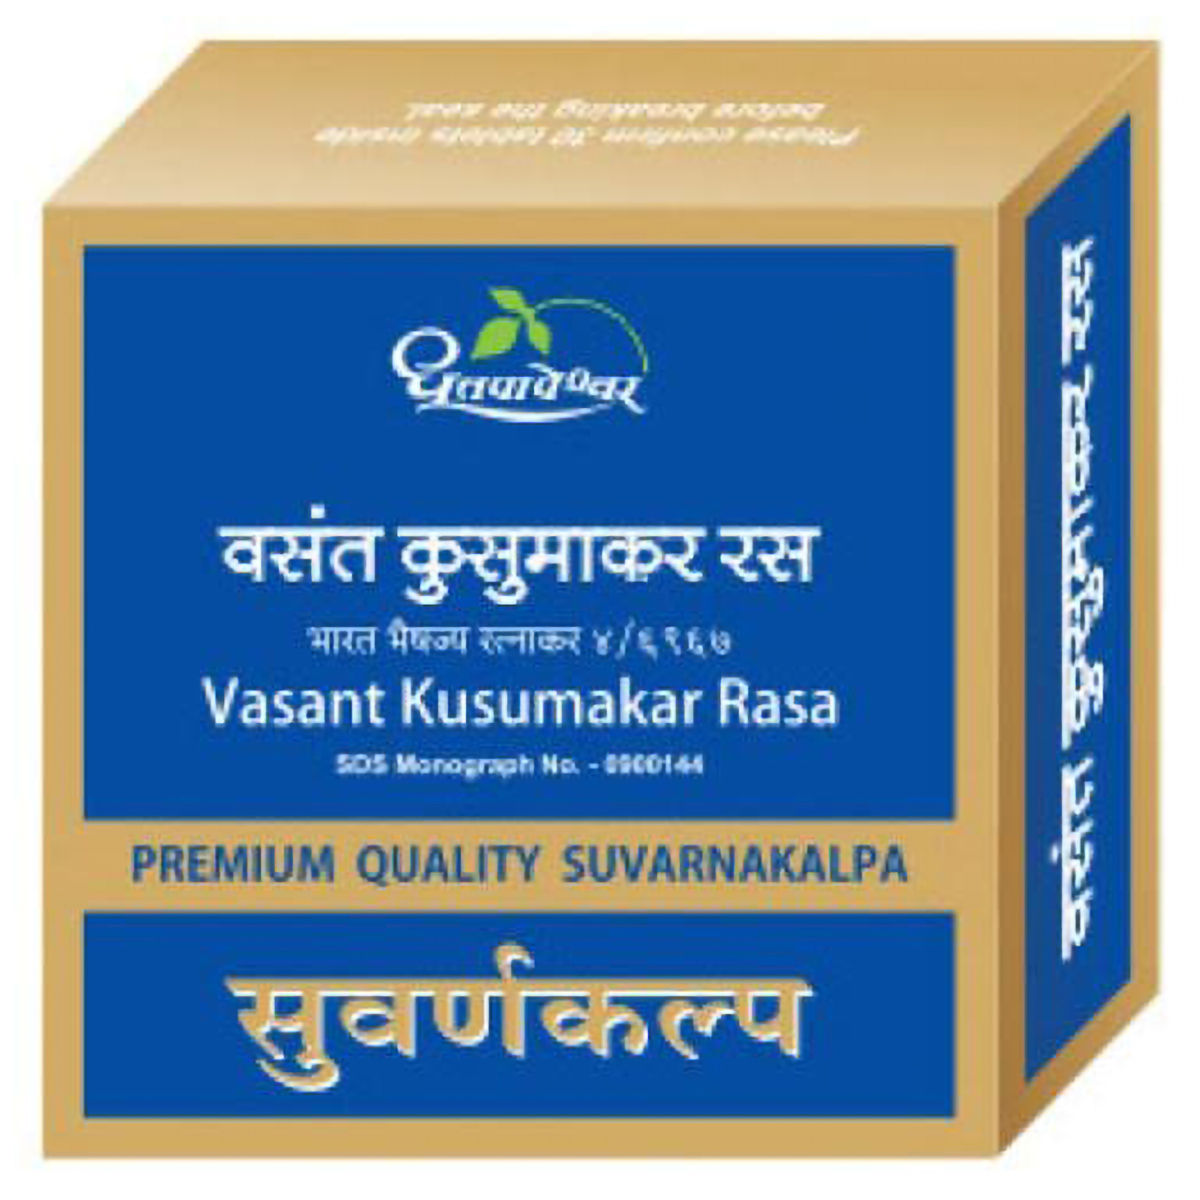 Please confirm 30 tablets inside
before breaking the seal.
धूतपापेश्वर
वसंत कुसुमाकर रस
भारत भैषज्य रत्नाकर ४/६९६७
Vasant Kusumakar Rasa
SDS Monograph No. - 0900144
PREMIUM QUALITY SUVARNAKALPA
सुवर्णकल्प
वसंत कुसुमाकर रस